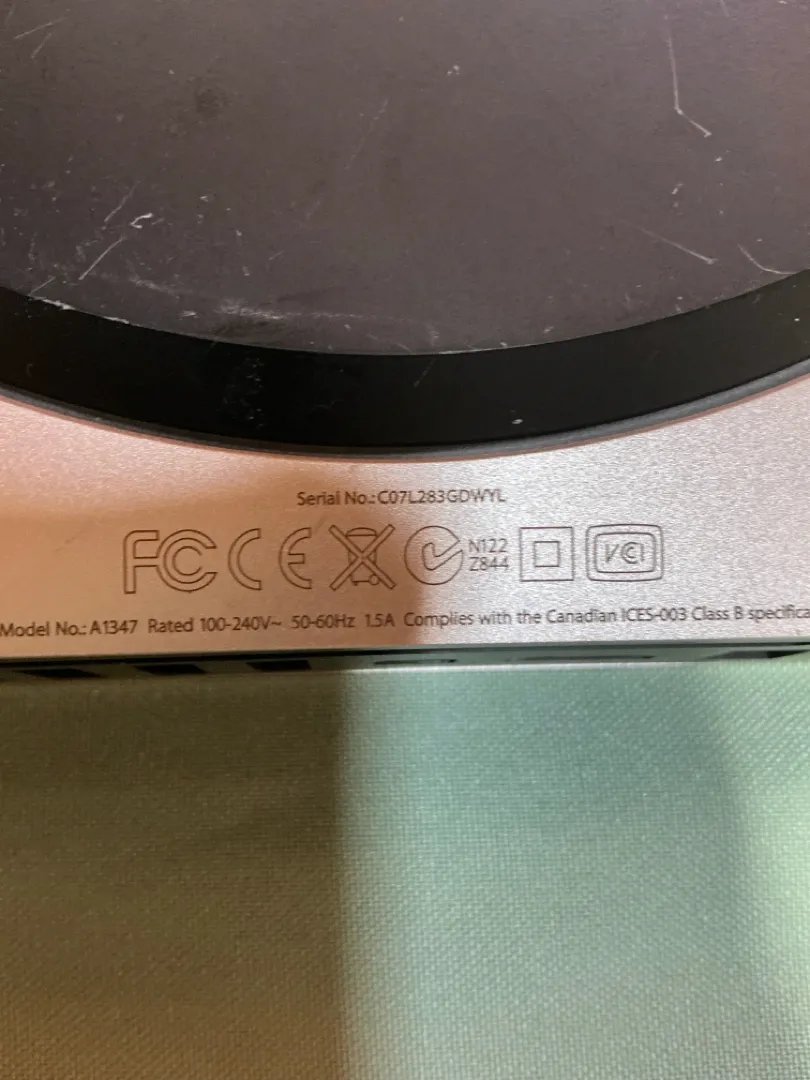 Serial No.:C07L283GDWYL
FC CE N122
Z844 VCI
Model No.: A1347 Rated 100-240V~ 50-60Hz 1.5A Complies with the Canadian ICES-003 Class B specifica